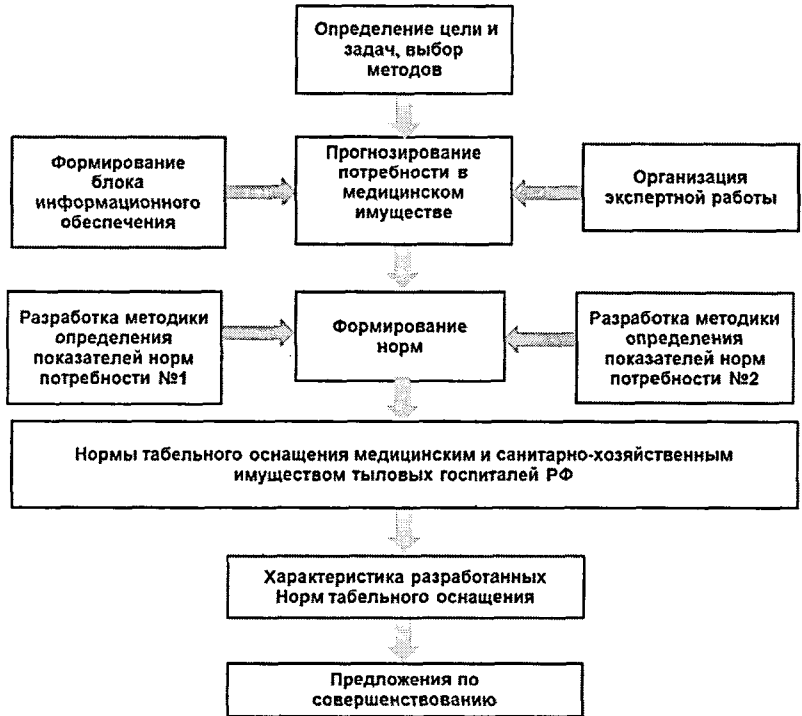 Определение цели и
задач, выбор
методов
Формирование
блока
информационного
обеспечения
Прогнозирование
потребности в
медицинском
имуществе
Организация
экспертной работы
Разработка методики
определения
показателей норм
потребности №1
Формирование
норм
Разработка методики
определения
показателей норм
потребности №2
Нормы табельного оснащения медицинским и санитарно-хозяйственным
имуществом тыловых госпиталей РФ
Характеристика разработанных
Норм табельного оснащения
Предложения по
совершенствованию